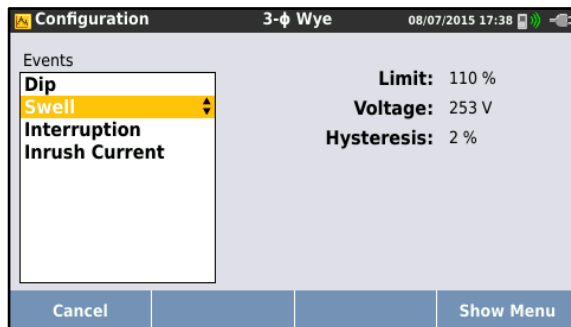 Configuration 3-ϕ Wye 08/07/2015 17:38
Events
Dip
Swell
Interruption
Inrush Current
Limit: 110 %
Voltage: 253 V
Hysteresis: 2 %
Cancel Show Menu